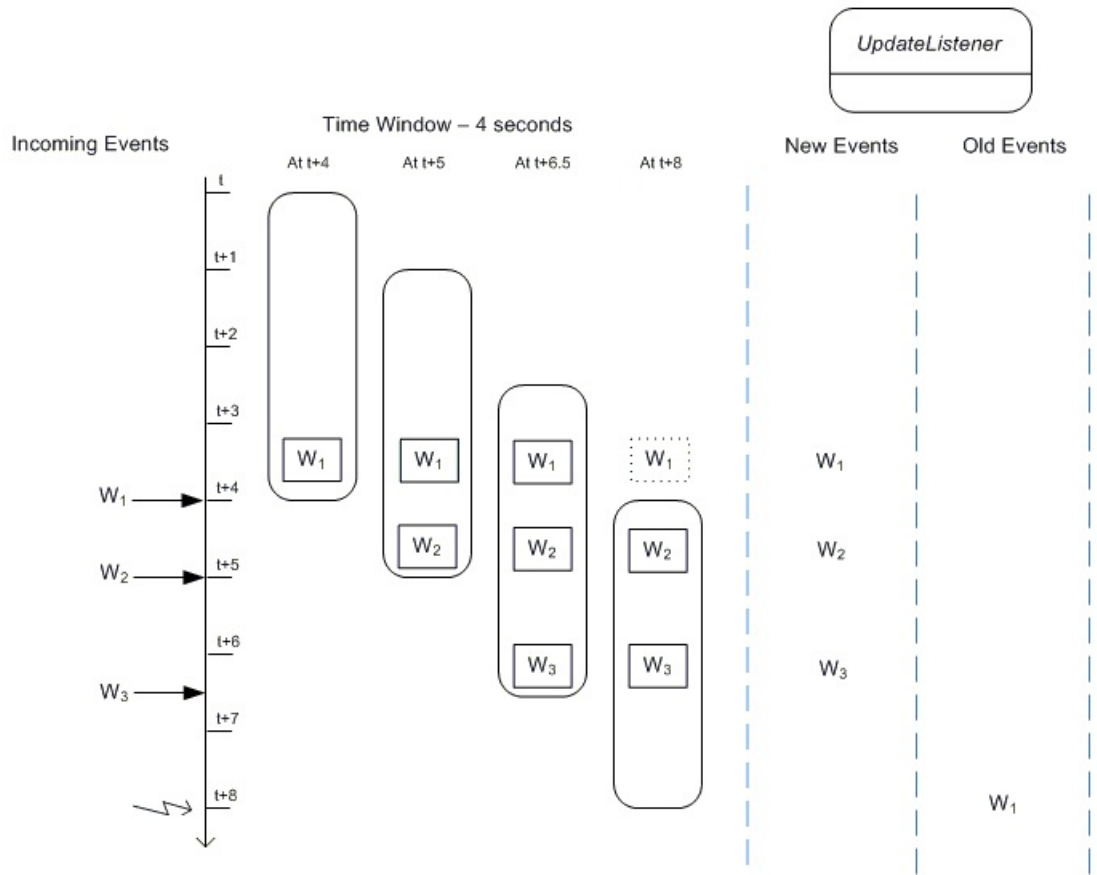 UpdateListener
Time Window – 4 seconds
Incoming Events
New Events
Old Events
At t+4
At t+5
At t+6.5
At t+8
t
t+1
t+2
t+3
W₁
W₁
W₁
W₁
W₁
W₁
t+4
W₂
W₂
W₂
W₂
W₂
t+5
t+6
W₃
W₃
W₃
W₃
t+7
t+8
W₁